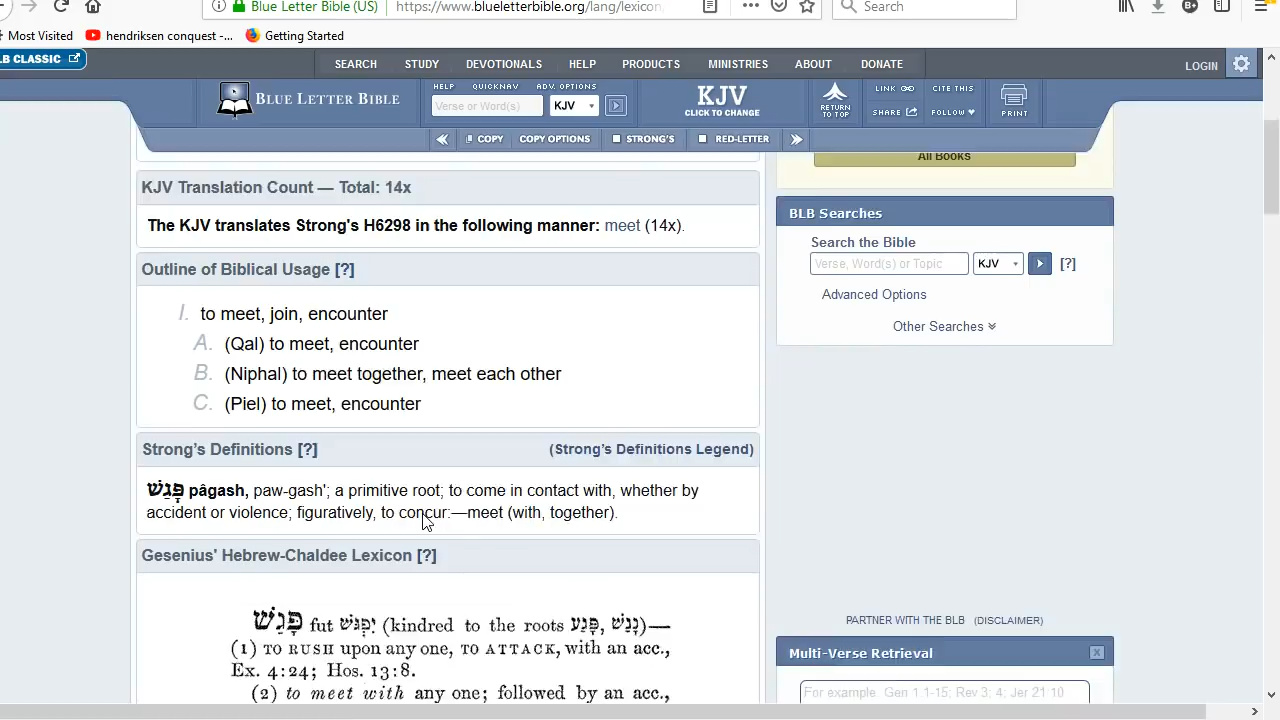 Blue Letter Bible (US)
https://www.blueletterbible.org/lang/lexicon
Search
Most Visited
hendriksen conquest -...
Getting Started
LB CLASSIC
SEARCH STUDY DEVOTIONALS HELP PRODUCTS MINISTRIES ABOUT DONATE
LOGIN
BLUE LETTER BIBLE
HELP QUICKNAV ADV. OPTIONS
Verse or Word(s) KJV
KJV
CLICK TO CHANGE
RETURN TO TOP
LINK CITE THIS
SHARE FOLLOW
PRINT
COPY COPY OPTIONS STRONG'S RED-LETTER
All Books
KJV Translation Count — Total: 14x
The KJV translates Strong's H6298 in the following manner: meet (14x).
Outline of Biblical Usage [?]
I. to meet, join, encounter
A. (Qal) to meet, encounter
B. (Niphal) to meet together, meet each other
C. (Piel) to meet, encounter
Strong's Definitions [?] (Strong's Definitions Legend)
פָּגַשׁ pâgash, paw-gash'; a primitive root; to come in contact with, whether by
accident or violence; figuratively, to concur:—meet (with, together).
Gesenius' Hebrew-Chaldee Lexicon [?]
פָּגַשׁ fut יִפְגּשׁ (kindred to the roots פָּגַע, נָגַשׁ)—
(1) TO RUSH upon any one, TO ATTACK, with an acc.,
Ex. 4:24; Hos. 13:8.
(2) to meet with any one; followed by an acc.,
BLB Searches
Search the Bible
Verse, Word(s) or Topic KJV [?]
Advanced Options
Other Searches
PARTNER WITH THE BLB (DISCLAIMER)
Multi-Verse Retrieval x
For example: Gen 1:1-15; Rev 3; 4; Jer 21:10